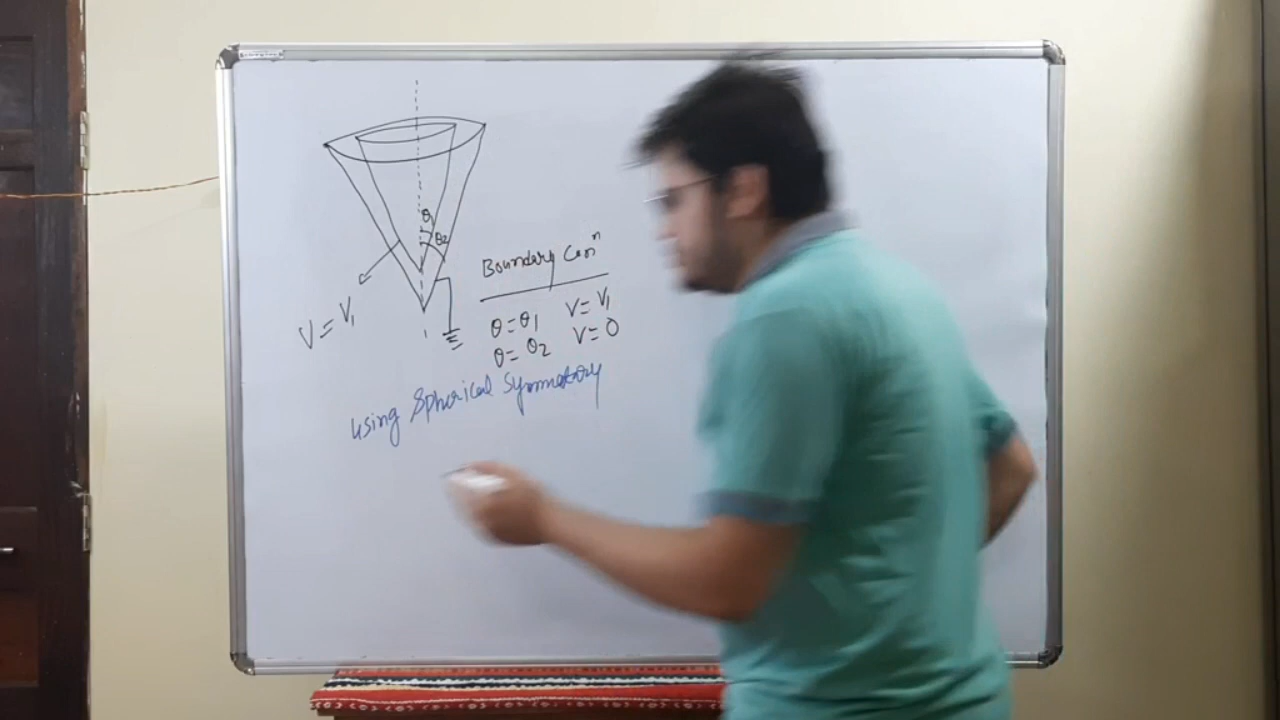 θ₁
θ₂
V = V₁
Boundary Conⁿ
θ = θ₁ V = V₁
θ = θ₂ V = 0
Using Spherical Symmetry